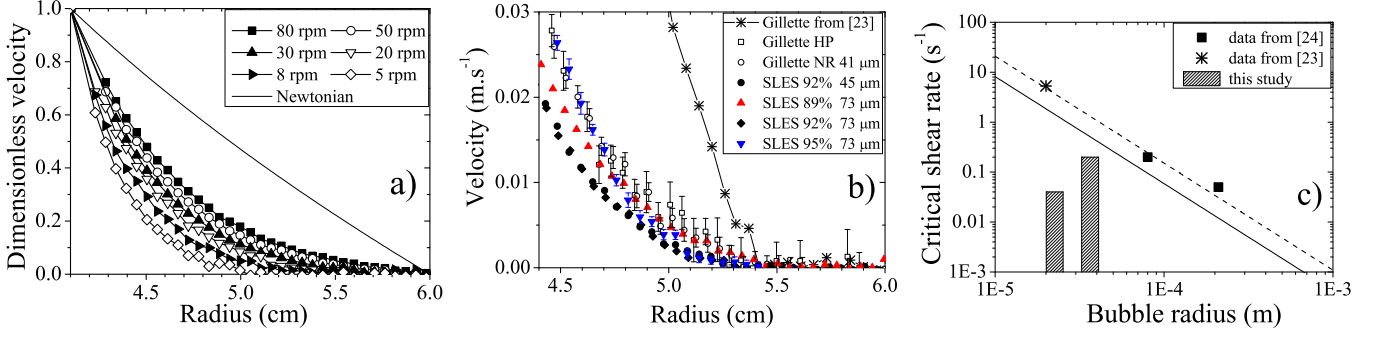 Dimensionless velocity
1.0
0.8
0.6
0.4
0.2
0.0
80 rpm 50 rpm
30 rpm 20 rpm
8 rpm 5 rpm
Newtonian
a)
4.5 5.0 5.5 6.0
Radius (cm)
Velocity (m.s⁻¹)
0.03
0.02
0.01
0.00
Gillette from [23]
Gillette HP
Gillette NR 41 μm
SLES 92% 45 μm
SLES 89% 73 μm
SLES 92% 73 μm
SLES 95% 73 μm
b)
4.5 5.0 5.5 6.0
Radius (cm)
Critical shear rate (s⁻¹)
100
10
1
0.1
0.01
1E-3
data from [24]
data from [23]
this study
c)
1E-5 1E-4 1E-3
Bubble radius (m)